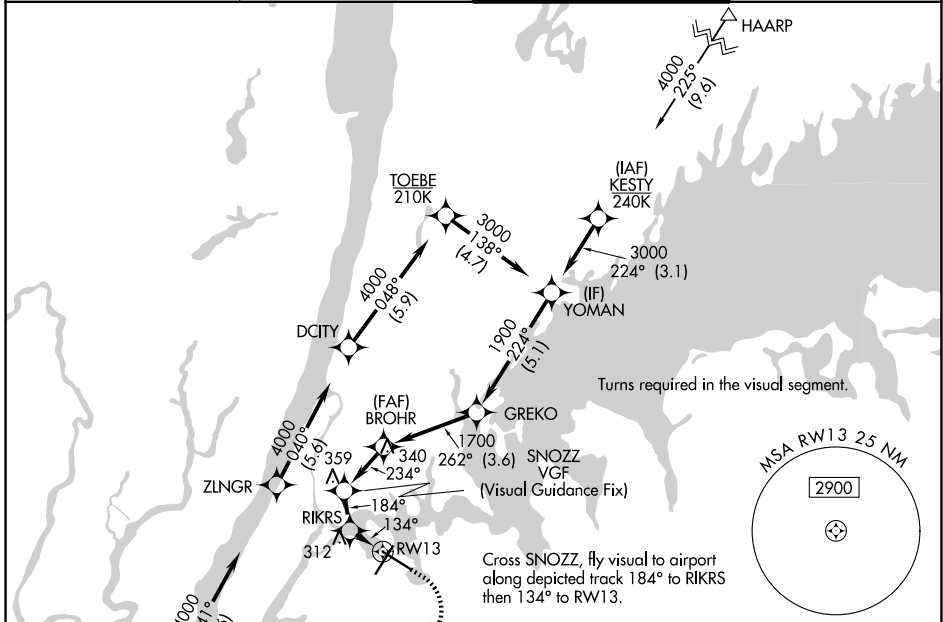 HAARP
4000
225°
(9.6)
(IAF)
KESTY
240K
TOEBE
210K
3000
138°
(4.7)
3000
224° (3.1)
4000
048°
(5.9)
(IF)
YOMAN
DCITY
1900
224°
(5.1)
Turns required in the visual segment.
(FAF)
BROHR
GREKO
340
1700
262° (3.6)
234°
SNOZZ
VGF
(Visual Guidance Fix)
4000
040°
(5.6)
359
ZLNGR
184°
RIKRS
134°
312
RW13
MSA RW13 25 NM
2900
Cross SNOZZ, fly visual to airport
along depicted track 184° to RIKRS
then 134° to RW13.
4000